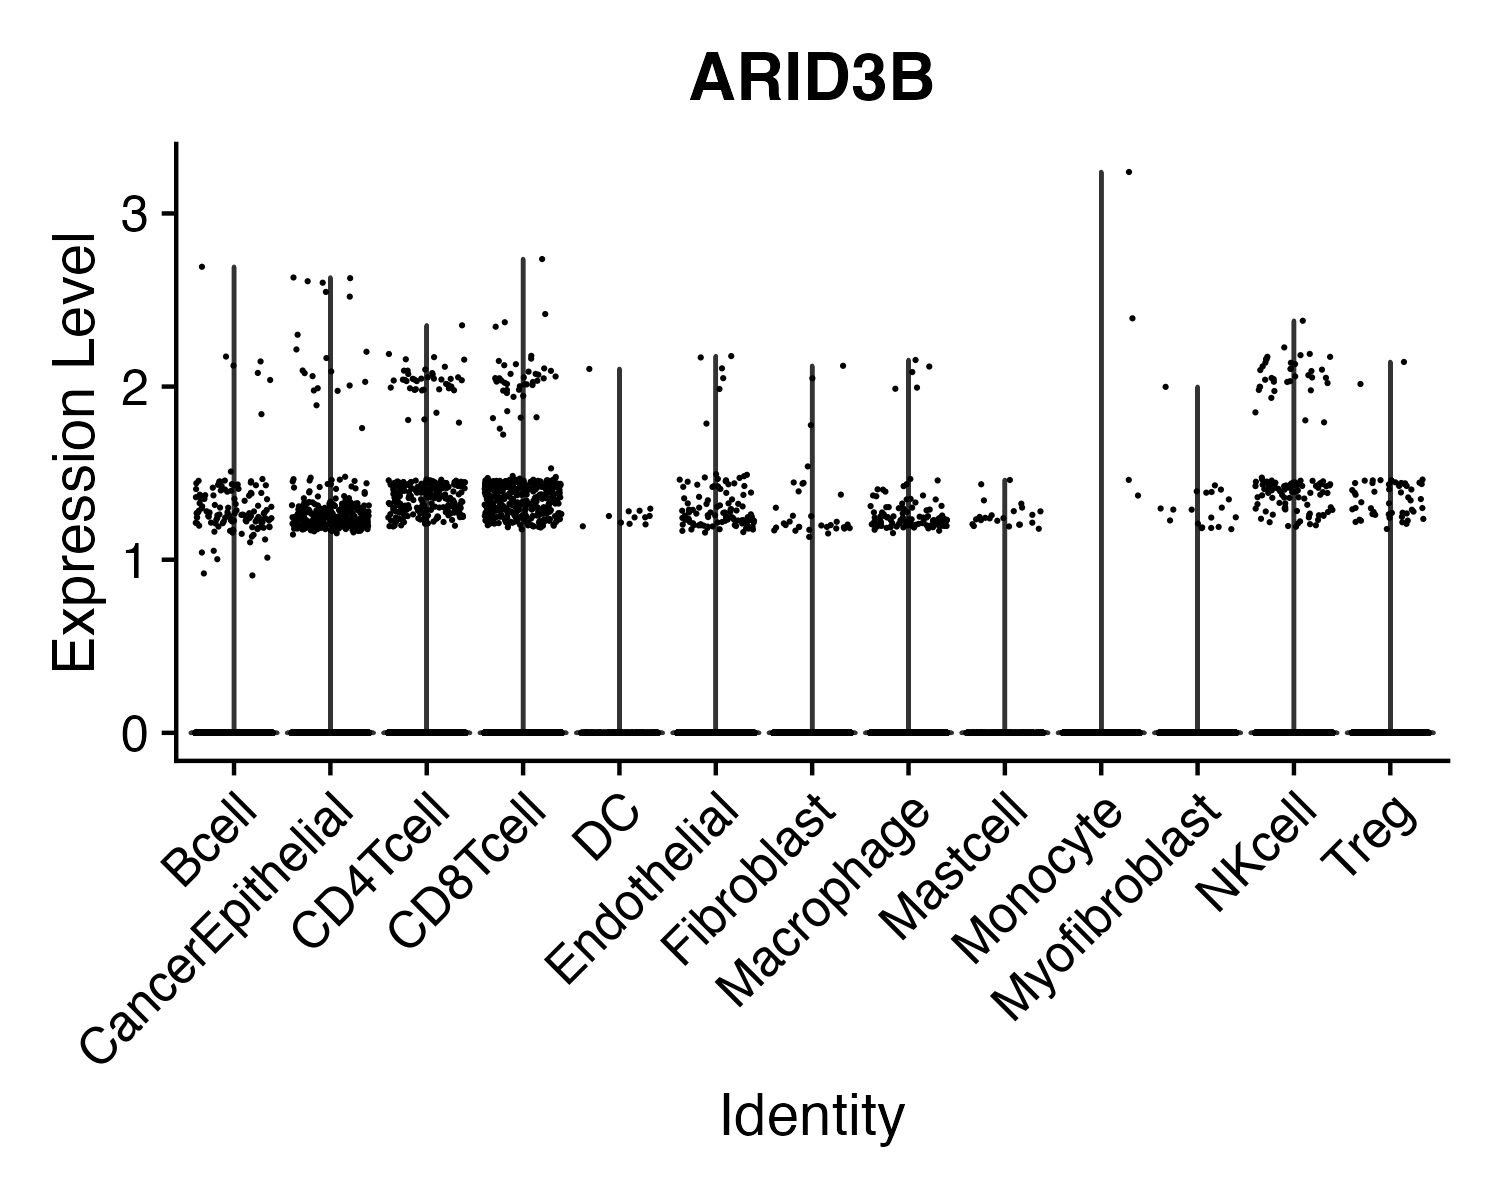 ARID3B
Expression Level
3
2
1
0
Bcell
CancerEpithelial
CD4Tcell
CD8Tcell
DC
Endothelial
Fibroblast
Macrophage
Mastcell
Monocyte
Myofibroblast
NKcell
Treg
Identity